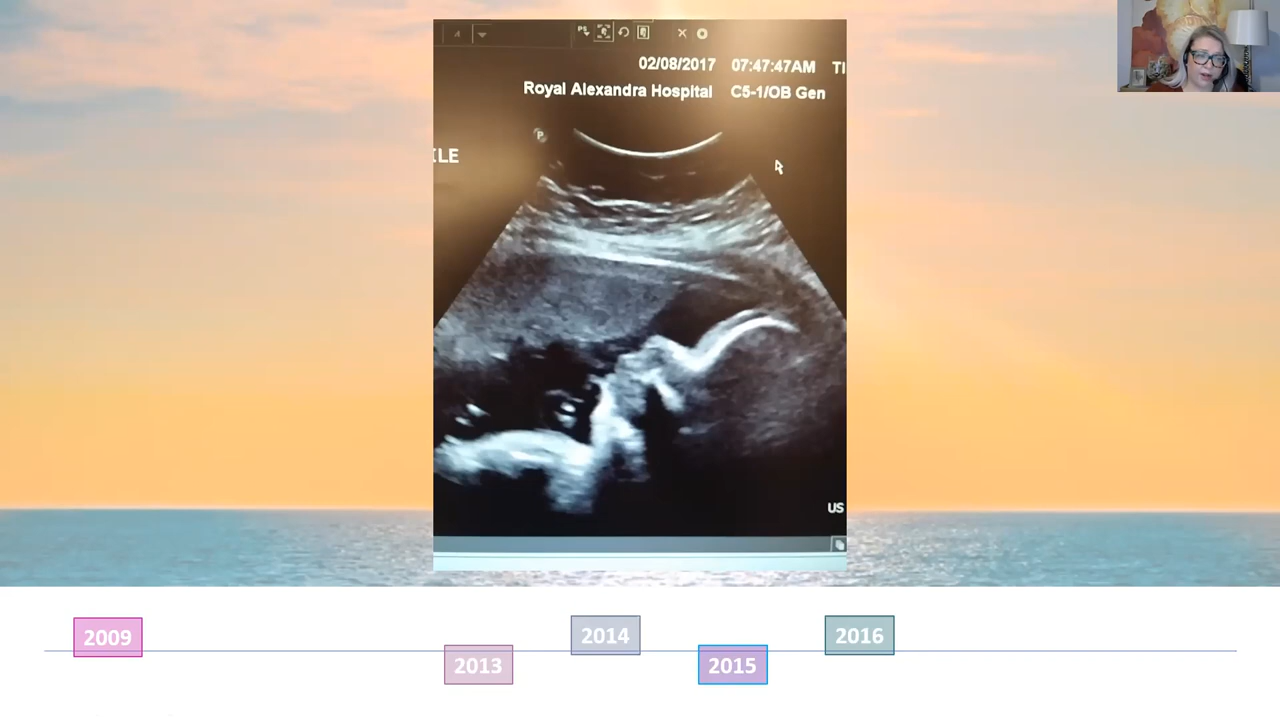 02/08/2017 07:47:47AM TI
Royal Alexandra Hospital C5-1/OB Gen
P
ILE
US
2009
2013
2014
2015
2016